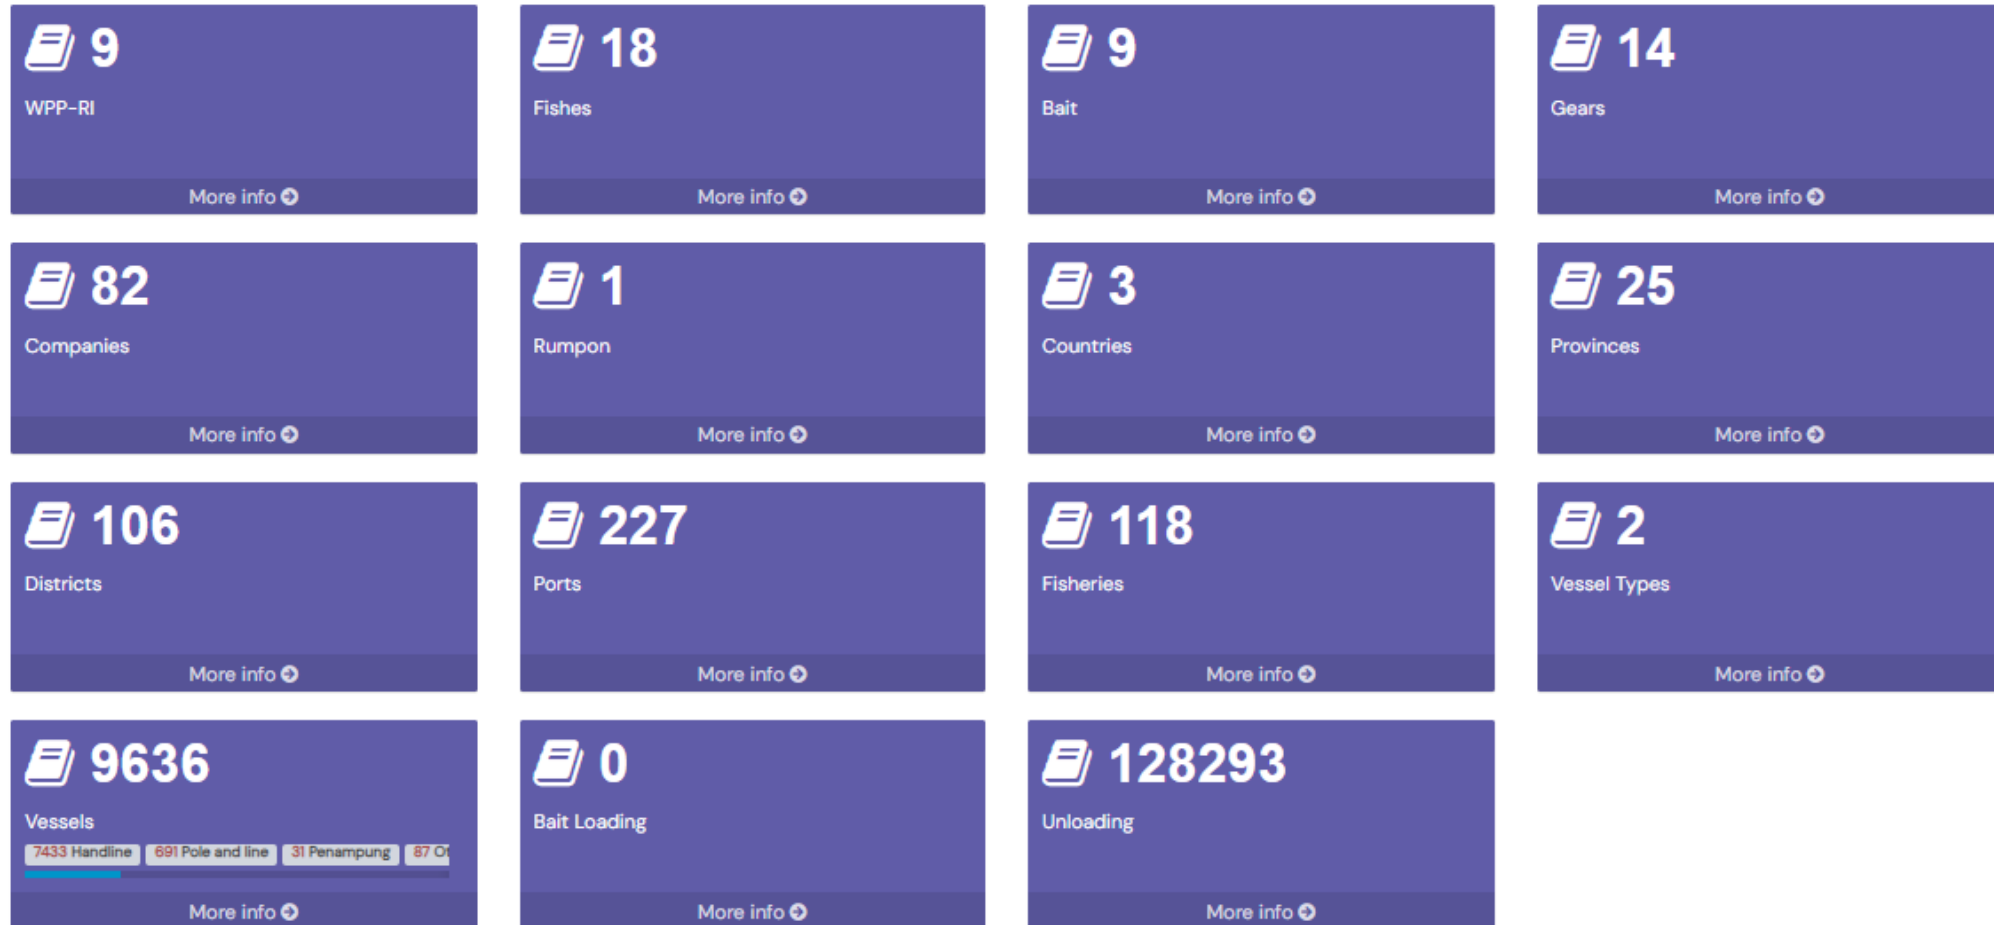 9
WPP-RI
More info
18
Fishes
More info
9
Bait
More info
14
Gears
More info
82
Companies
More info
1
Rumpon
More info
3
Countries
More info
25
Provinces
More info
106
Districts
More info
227
Ports
More info
118
Fisheries
More info
2
Vessel Types
More info
9636
Vessels
7433 Handline 691 Pole and line 31 Penampung 87
More info
0
Bait Loading
More info
128293
Unloading
More info